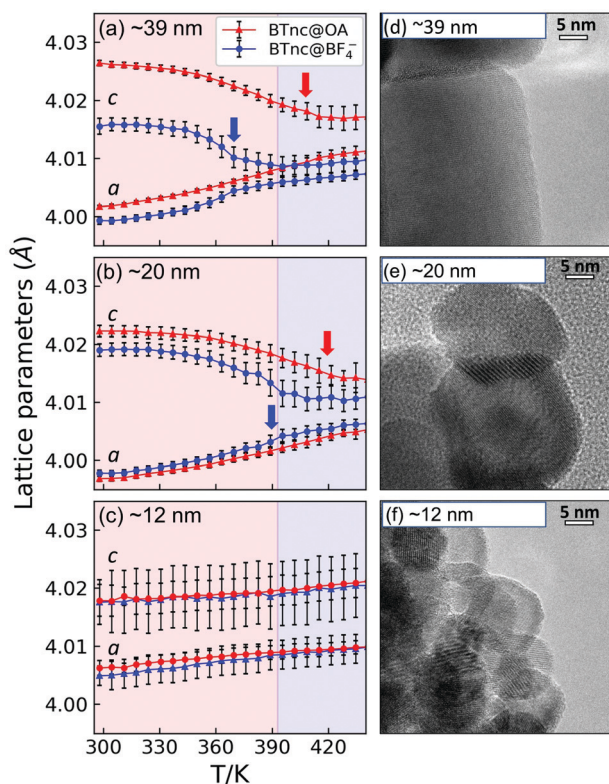 (a) ~39 nm
BTnc@OA
BTnc@BF₄⁻
c
a
4.03
4.02
4.01
4.00
(b) ~20 nm
c
a
4.03
4.02
4.01
4.00
(c) ~12 nm
c
a
4.03
4.02
4.01
4.00
Lattice parameters (Å)
300 330 360 390 420
T/K
(d) ~39 nm
5 nm
(e) ~20 nm
5 nm
(f) ~12 nm
5 nm